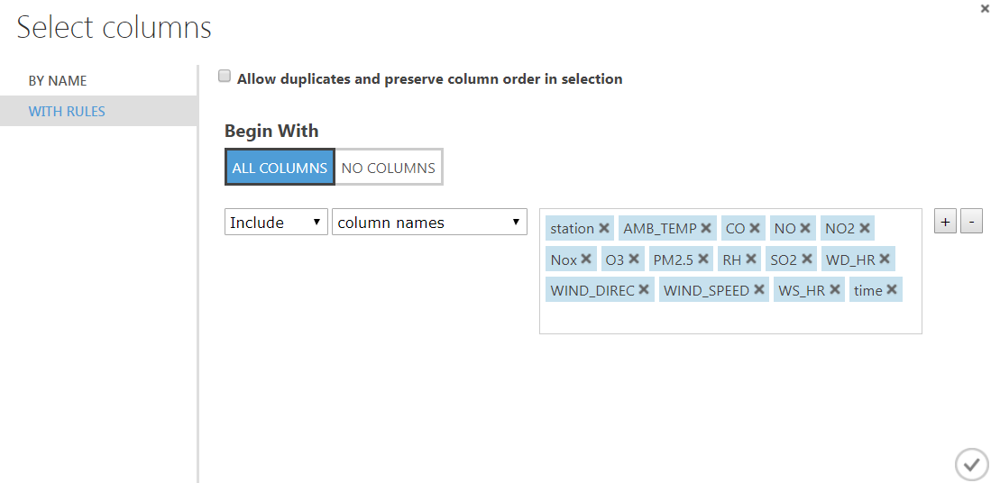 Select columns
BY NAME
WITH RULES
Allow duplicates and preserve column order in selection
Begin With
ALL COLUMNS NO COLUMNS
Include column names
station AMB_TEMP CO NO NO2
Nox O3 PM2.5 RH SO2 WD_HR
WIND_DIREC WIND_SPEED WS_HR time
+ -